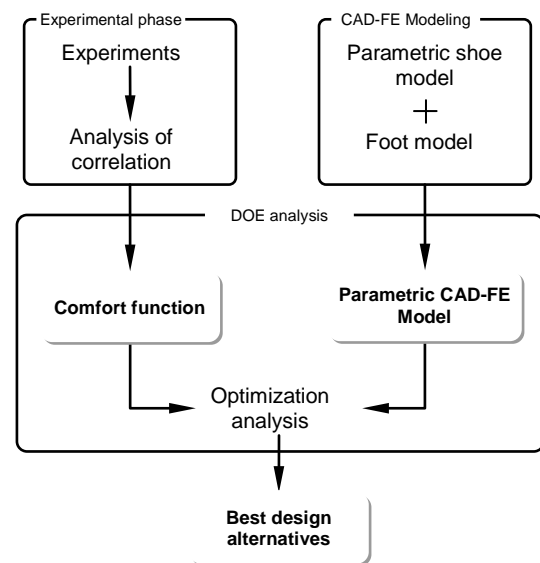 Experimental phase
Experiments
Analysis of
correlation
CAD-FE Modeling
Parametric shoe
model
+
Foot model
DOE analysis
Comfort function
Parametric CAD-FE
Model
Optimization
analysis
Best design
alternatives